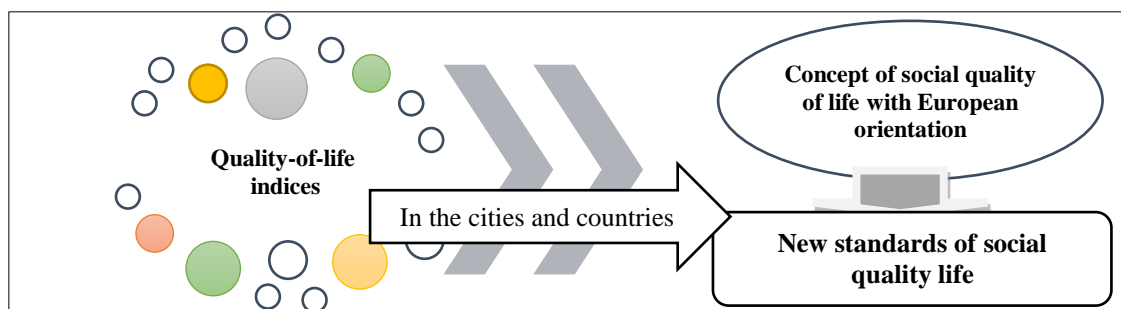 Quality-of-life
indices
In the cities and countries
Concept of social quality
of life with European
orientation
New standards of social
quality life